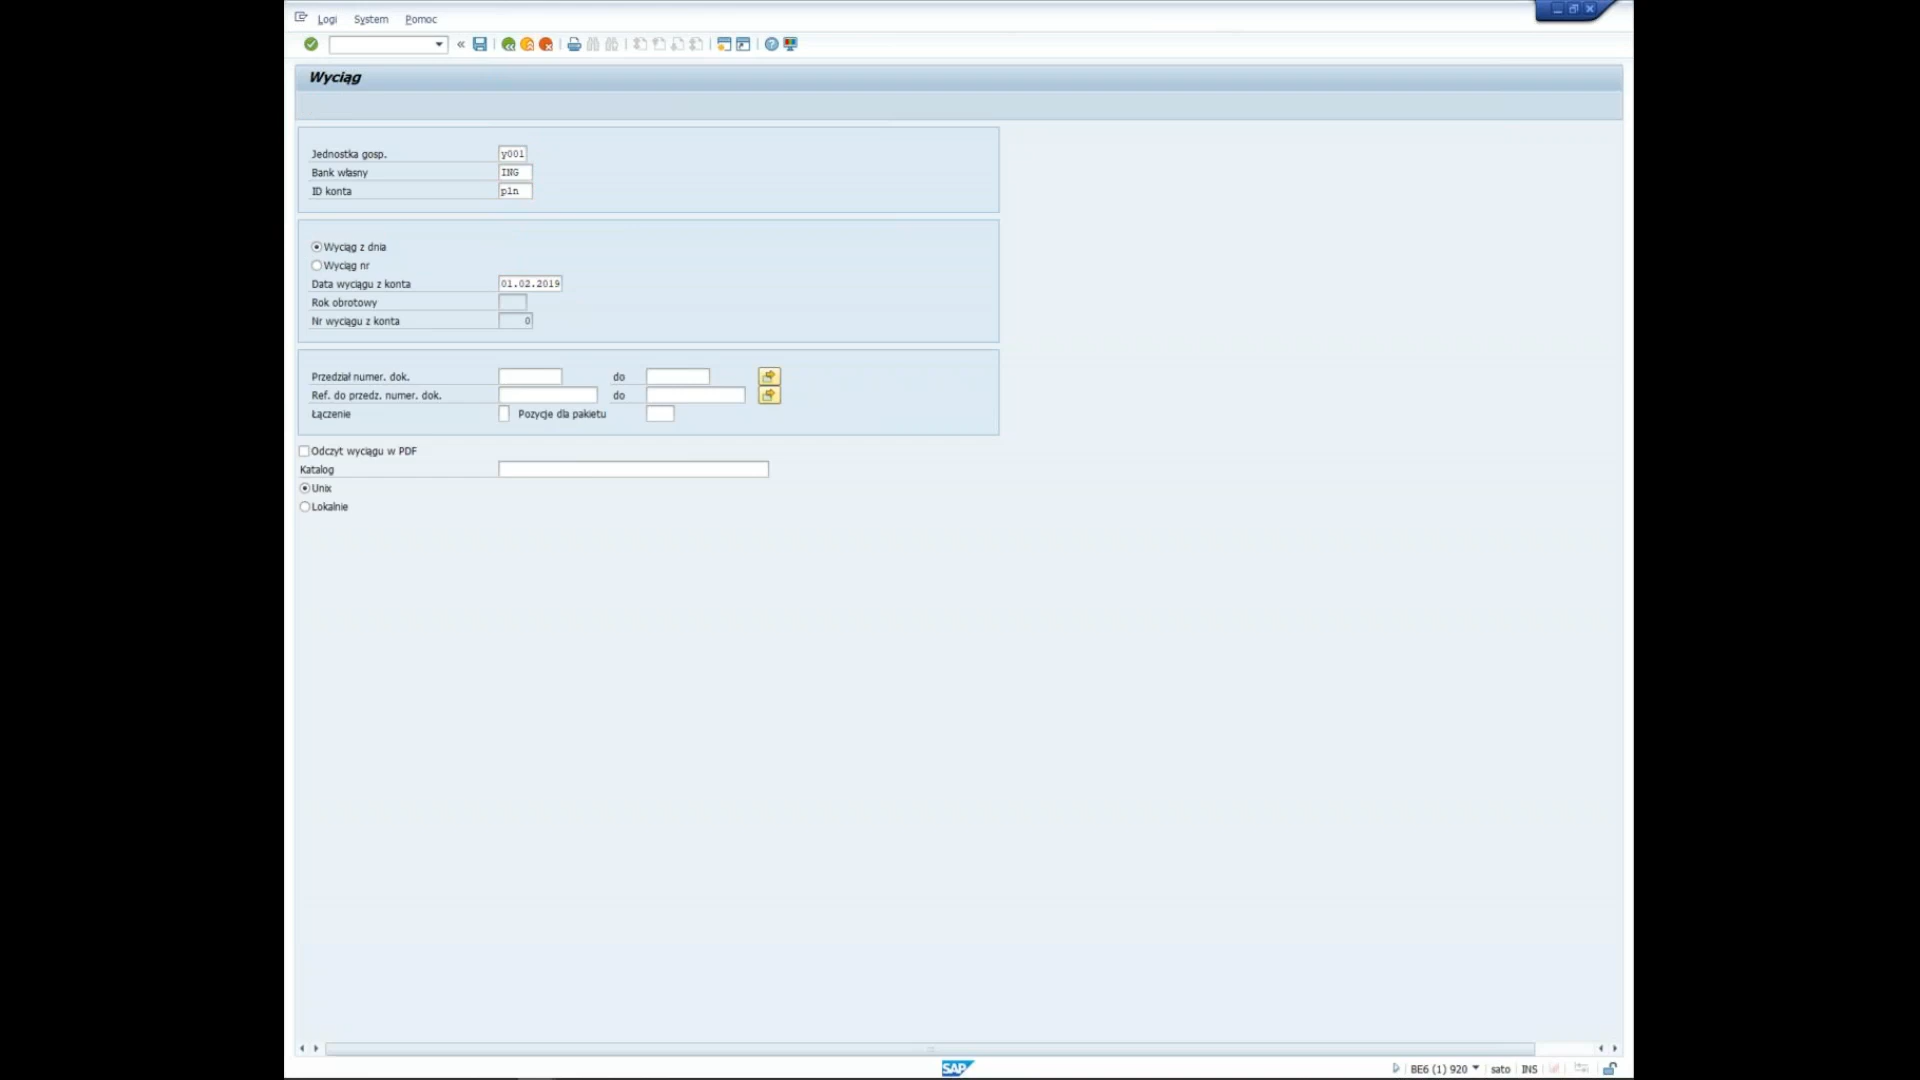 Logi System Pomoc
Wyciąg
Jednostka gosp. y001
Bank własny ING
ID konta pln
Wyciąg z dnia
Wyciąg nr
Data wyciągu z konta 01.02.2019
Rok obrotowy
Nr wyciągu z konta 0
Przedział numer. dok. do
Ref. do przedz. numer. dok. do
Łączenie Pozycje dla pakietu
Odczyt wyciągu w PDF
Katalog
Unix
Lokalnie
SAP BE6 (1) 920 sato INS